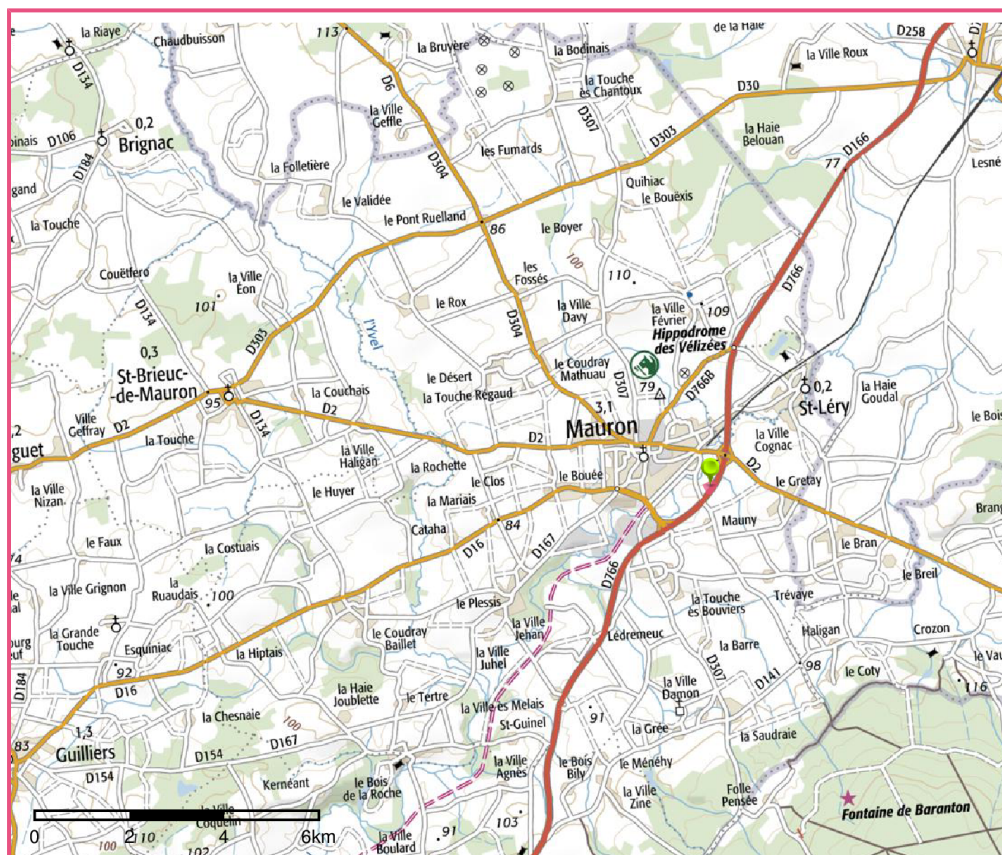 la Riaye
Chaudbuisson
113
D6
la Bruyère
la Bodinais
de la Haie
D258
la Ville Roux
D134
la Touche
ès Chantoux
D30
0,2
D106
Brignac
la Ville
Geffle
D307
la Haie
Belouan
D303
D166
D184
la Folletière
D304
les Fumards
77
Lesné
la Touche
le Validée
Quihiac
le Bouëxis
le Pont Ruelland
86
le Boyer
Couëtfero
la Ville
Éon
les
Fossés
100
110
D766
101
le Rox
la Ville
Davy
la Ville
Février
109
D134
l'Yvel
D304
Hippodrome
des Vélizées
D303
0,3
St-Brieuc-
-de-Mauron
le Désert
le Coudray
Mathuau
79
D307
D766B
0,2
St-Léry
la Haie
Goudal
la Couchais
la Touche Régaud
3,1
Mauron
95
D2
Ville
Geffray
D2
D134
D2
la Ville
Cognac
la Touche
guet
la Ville
Haligan
la Rochette
le Bouée
D2
la Ville
Nizan
le Huyer
le Clos
le Gretay
la Mariais
Cataha
84
Mauny
D16
D167
le Faux
la Costuais
D766
le Bran
la Ville Grignon
la
Ruaudais
100
le Breil
le Plessis
la Touche
ès Bouviers
Trévaye
la Grande
Touche
Esquiniac
la Hiptais
le Coudray
Baillet
la Ville
Jehan
Lédremeuc
Haligan
Crozon
la Barre
92
D184
D16
la Ville
Juhel
D307
D141
98
le Coty
la Haie
Joublette
le Tertre
la Ville
Damon
116
la Chesnaie
100
la Ville ès Melais
St-Guinel
91
1,3
83
Guilliers
D154
D167
la Grée
la Saudraie
D154
Kernéant
le Bois
de la Roche
la Ville
Agnès
le Bois
Bily
le Ménéhy
la Ville
Zine
Folle
Pensée
Fontaine de Baranton
103
91
la Ville
Boulard
110
100
102
0 2 4 6km